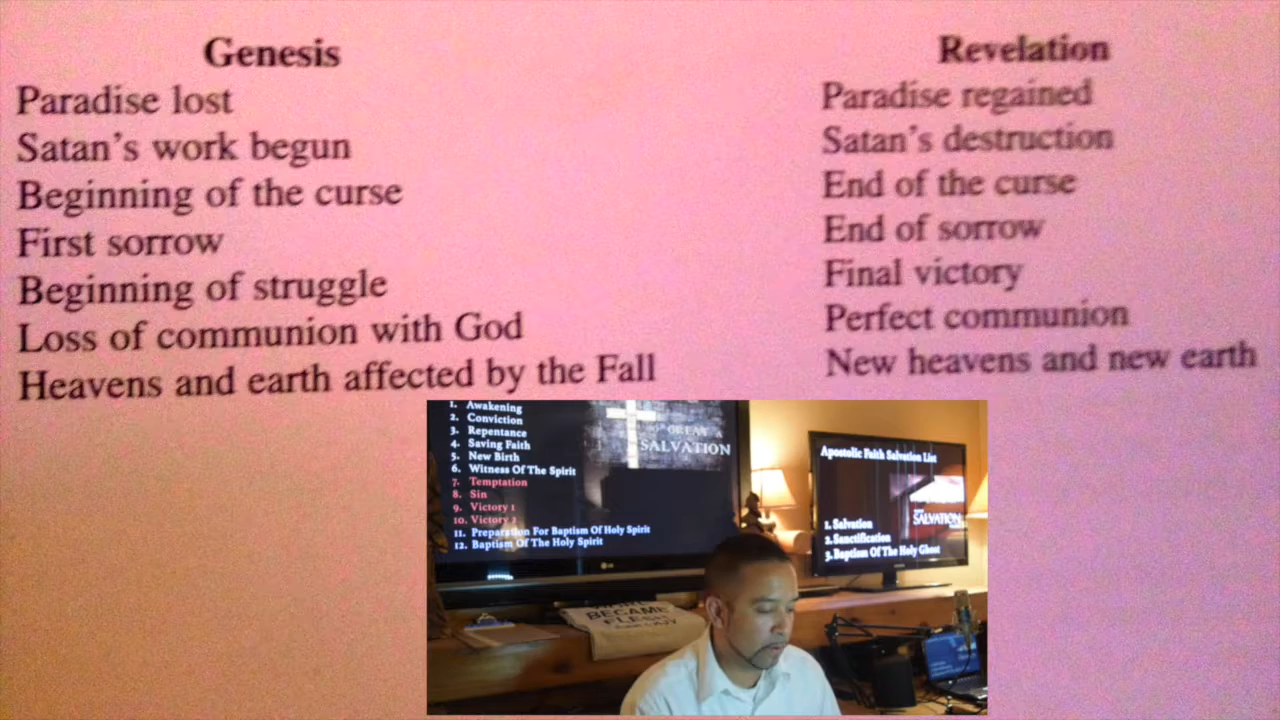 Genesis
Paradise lost
Satan's work begun
Beginning of the curse
First sorrow
Beginning of struggle
Loss of communion with God
Heavens and earth affected by the Fall
Revelation
Paradise regained
Satan's destruction
End of the curse
End of sorrow
Final victory
Perfect communion
New heavens and new earth
1. Awakening
2. Conviction
3. Repentance
4. Saving Faith
5. New Birth
6. Witness Of The Spirit
7. Temptation
8. Sin
9. Victory 1
10. Victory 2
11. Preparation For Baptism Of Holy Spirit
12. Baptism Of The Holy Spirit
GREAT
SALVATION
Apostolic Faith Salvation List
SALVATION
1. Salvation
2. Sanctification
3. Baptism Of The Holy Ghost
BECAME
FLESH